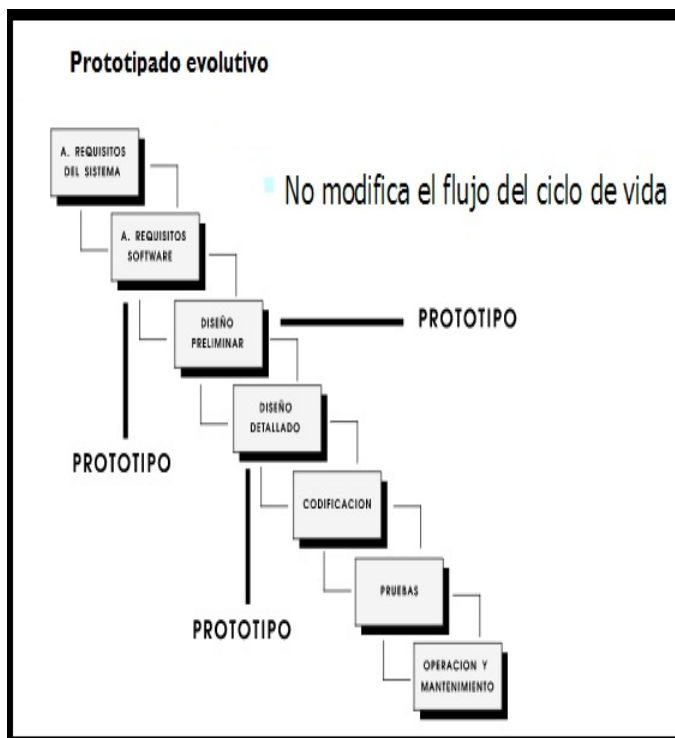 Prototipado evolutivo
A. REQUISITOS
DEL SISTEMA
No modifica el flujo del ciclo de vida
A. REQUISITOS
SOFTWARE
DISEÑO
PRELIMINAR
PROTOTIPO
DISEÑO
DETALLADO
PROTOTIPO
CODIFICACION
PRUEBAS
PROTOTIPO
OPERACION Y
MANTENIMIENTO